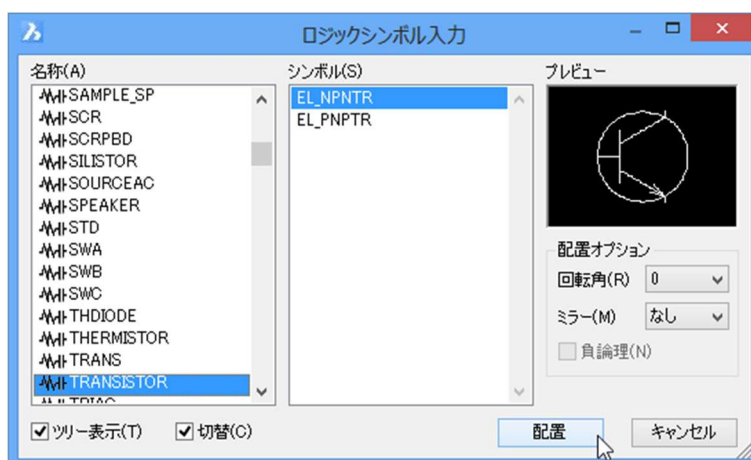 ロジックシンボル入力
名称(A)
SAMPLE_SP
SCR
SCRPBD
SILISTOR
SOURCEAC
SPEAKER
STD
SWA
SWB
SWC
THDIODE
THERMISTOR
TRANS
TRANSISTOR
TRIAC
シンボル(S)
EL_NPNTR
EL_PNPTR
プレビュー
配置オプション
回転角(R) 0
ミラー(M) なし
負論理(N)
ツリー表示(T) 切替(C)
配置 キャンセル